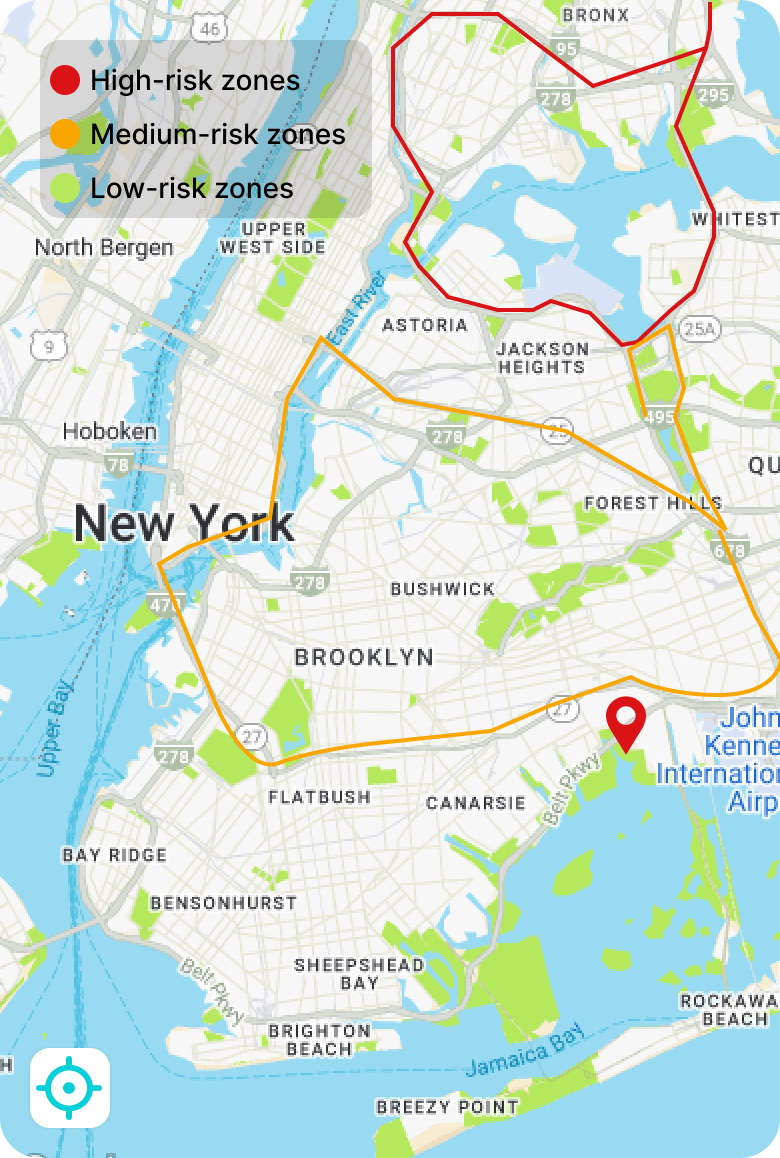 BRONX
46
95
High-risk zones
278
295
Medium-risk zones
Low-risk zones
WHITEST
UPPER
WEST SIDE
North Bergen
East River
ASTORIA
25A
9
JACKSON
HEIGHTS
495
Hoboken
278
25
78
QU
FOREST HILLS
New York
678
278
BUSHWICK
478
BROOKLYN
27
Upper Bay
27
John
Kenne
Internation
Airp
278
Belt Pkwy
FLATBUSH
CANARSIE
BAY RIDGE
BENSONHURST
SHEEPSHEAD
BAY
Belt Pkwy
ROCKAWA
BEACH
BRIGHTON
BEACH
Jamaica Bay
H
BREEZY POINT